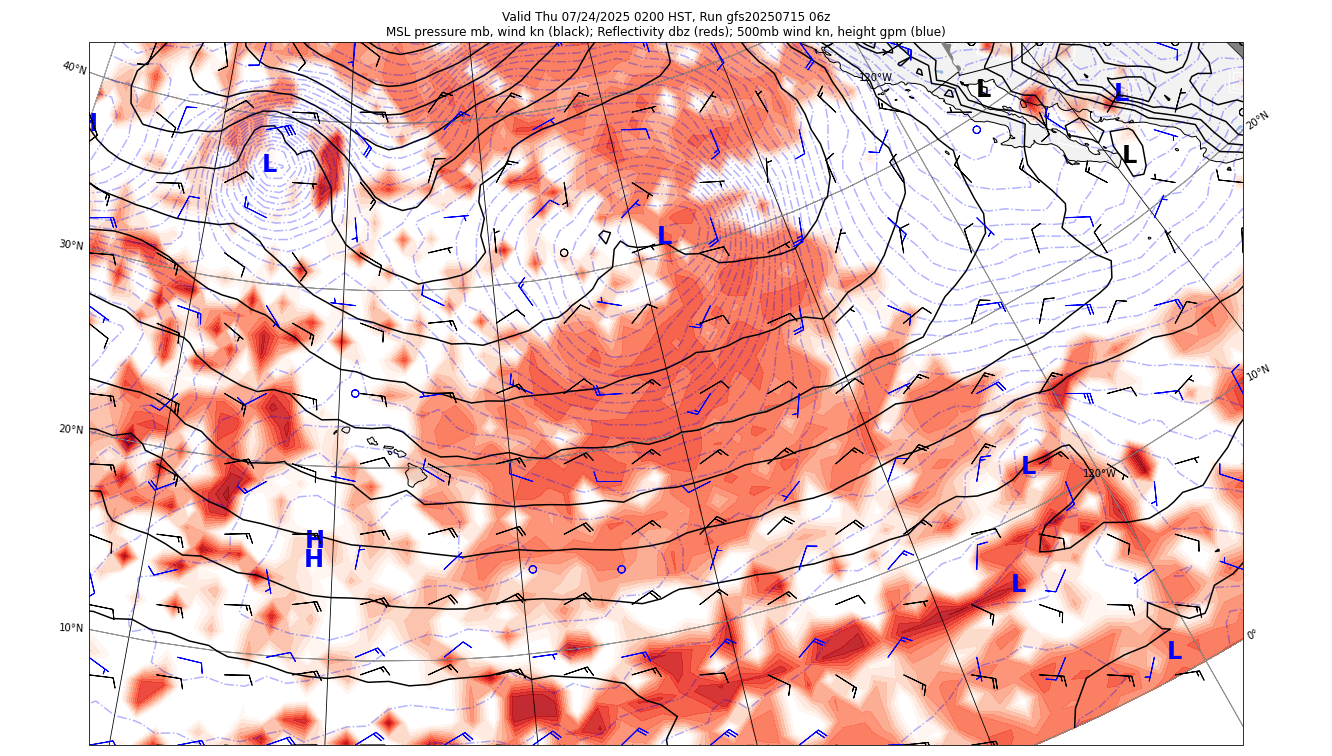 Valid Thu 07/24/2025 0200 HST, Run gfs20250715 06z
MSL pressure mb, wind kn (black); Reflectivity dbz (reds); 500mb wind kn, height gpm (blue)
40°N
120°W
L
L
20°N
L
L
30°N
L
10°N
20°N
L
120°W
H
H
L
10°N
0°
L